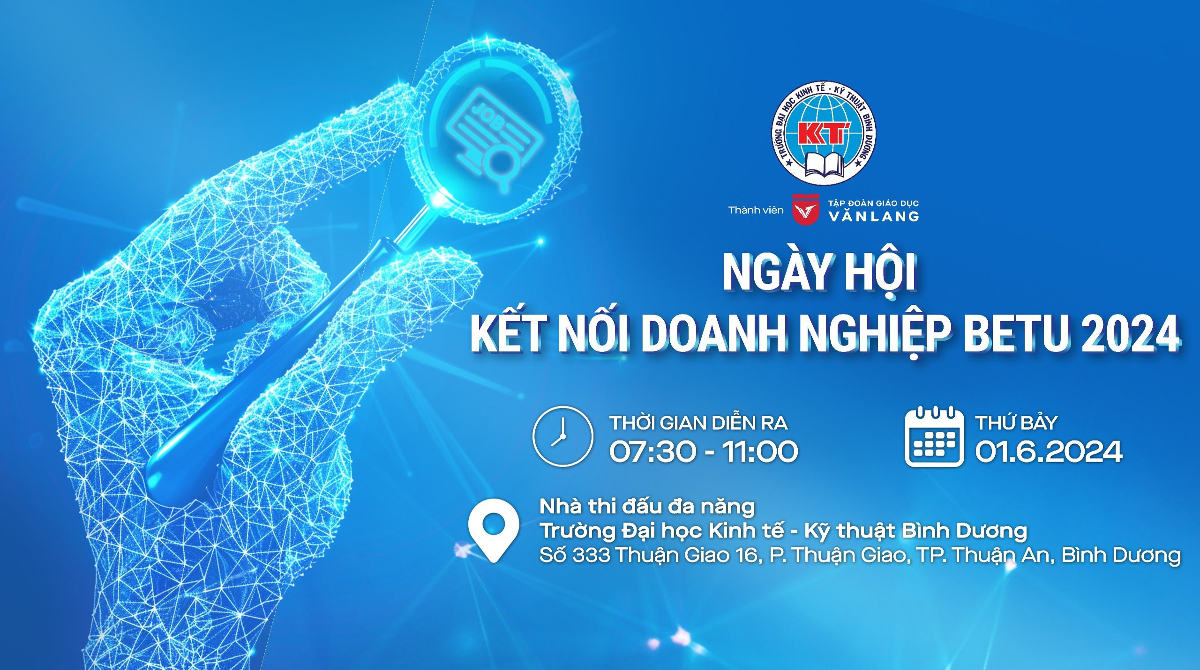 JOB
TRƯỜNG ĐẠI HỌC KINH TẾ - KỸ THUẬT BÌNH DƯƠNG
KTKT
Thành viên
TẬP ĐOÀN GIÁO DỤC
VĂN LANG
NGÀY HỘI
KẾT NỐI DOANH NGHIỆP BETU 2024
THỜI GIAN DIỄN RA
07:30 - 11:00
THỨ BẢY
01.6.2024
Nhà thi đấu đa năng
Trường Đại học Kinh tế - Kỹ thuật Bình Dương
Số 333 Thuận Giao 16, P. Thuận Giao, TP. Thuận An, Bình Dương